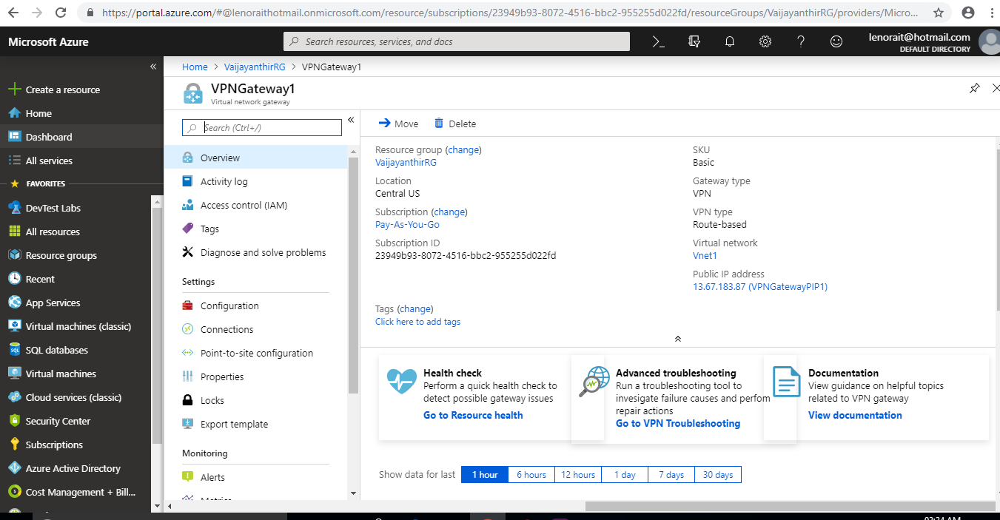 https://portal.azure.com/#@lenoraithotmail.onmicrosoft.com/resource/subscriptions/23949b93-8072-4516-bbc2-955255d022fd/resourceGroups/VaijayanthirRG/providers/Micro...
Microsoft Azure
Search resources, services, and docs
lenorait@hotmail.com
DEFAULT DIRECTORY
Create a resource
Home
Dashboard
All services
FAVORITES
DevTest Labs
All resources
Resource groups
Recent
App Services
Virtual machines (classic)
SQL databases
Virtual machines
Cloud services (classic)
Security Center
Subscriptions
Azure Active Directory
Cost Management + Bill...
Home > VaijayanthirRG > VPNGateway1
VPNGateway1
Virtual network gateway
Search (Ctrl+/)
Overview
Activity log
Access control (IAM)
Tags
Diagnose and solve problems
Settings
Configuration
Connections
Point-to-site configuration
Properties
Locks
Export template
Monitoring
Alerts
Metrics
Move
Delete
Resource group (change)
VaijayanthirRG
Location
Central US
Subscription (change)
Pay-As-You-Go
Subscription ID
23949b93-8072-4516-bbc2-955255d022fd
SKU
Basic
Gateway type
VPN
VPN type
Route-based
Virtual network
Vnet1
Public IP address
13.67.183.87 (VPNGatewayPIP1)
Tags (change)
Click here to add tags
Health check
Perform a quick health check to
detect possible gateway issues
Go to Resource health
Advanced troubleshooting
Run a troubleshooting tool to
invesigate failure causes and perfom
repair actions
Go to VPN Troubleshooting
Documentation
View guidance on helpful topics
related to VPN gateway
View documentation
Show data for last
1 hour
6 hours
12 hours
1 day
7 days
30 days